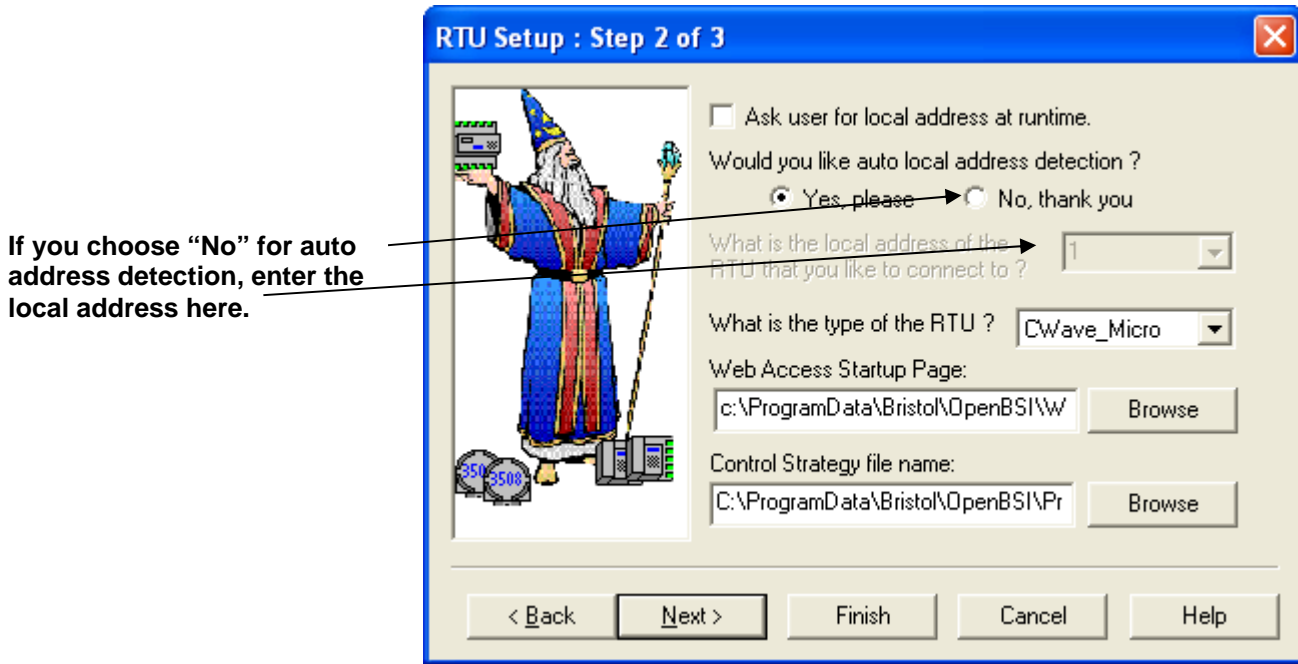 RTU Setup : Step 2 of 3
Ask user for local address at runtime.
Would you like auto local address detection ?
Yes, please
No, thank you
If you choose “No” for auto
address detection, enter the
local address here.
What is the local address of the
RTU that you like to connect to ?
1
What is the type of the RTU ?
CWave_Micro
Web Access Startup Page:
c:\ProgramData\Bristol\OpenBSI\W
Browse
Control Strategy file name:
C:\ProgramData\Bristol\OpenBSI\Pr
Browse
350
3508
< Back
Next >
Finish
Cancel
Help